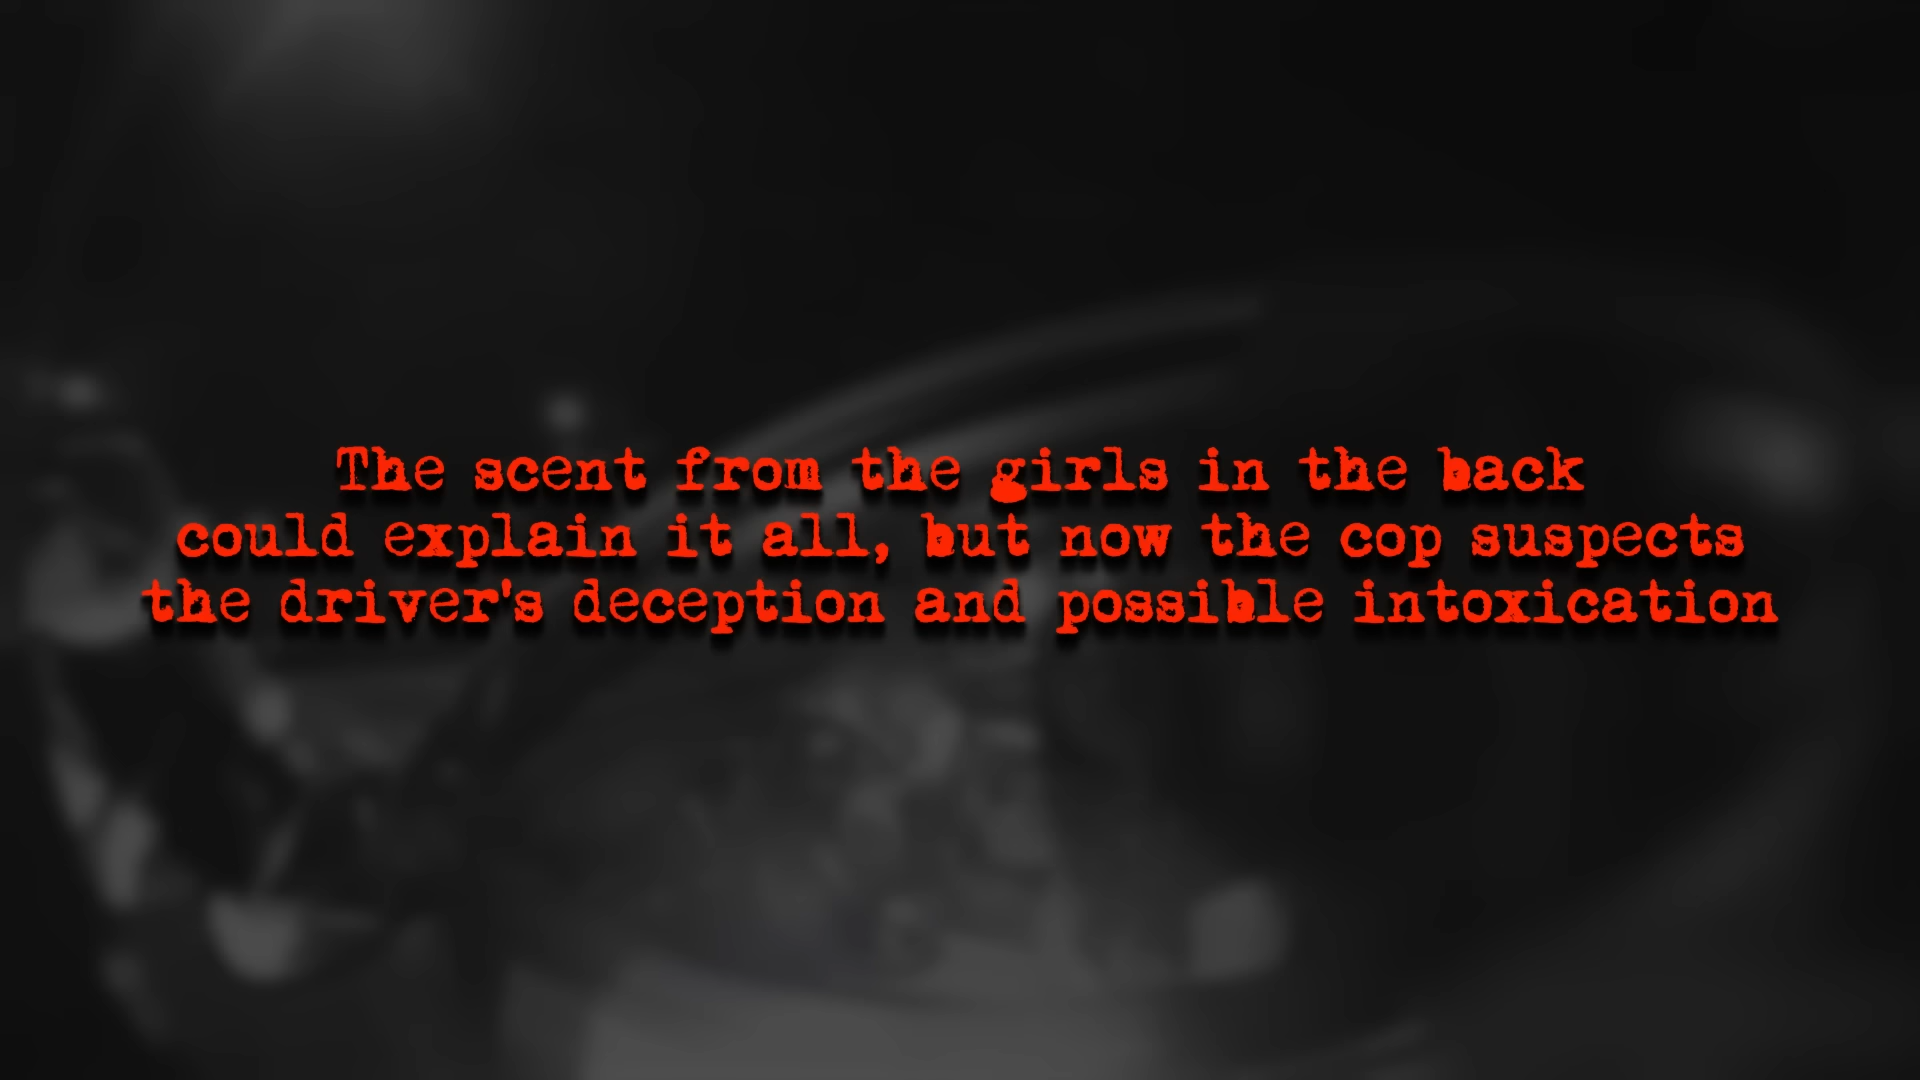 The scent from the girls in the back
could explain it all, but now the cop suspects
the driver's deception and possible intoxication